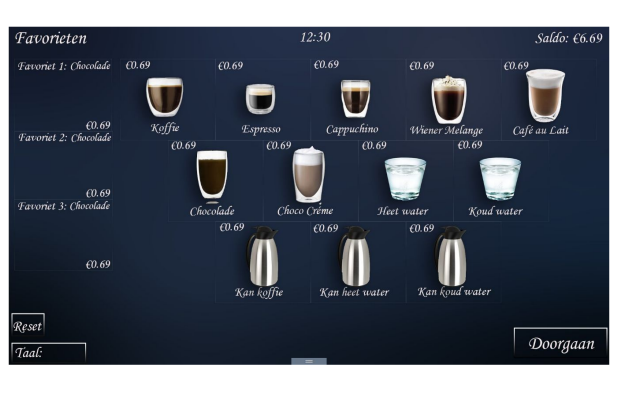 Favorieten 12:30 Saldo: €6.69
Favoriet 1: Chocolade €0.69 €0.69 €0.69 €0.69 €0.69
€0.69 Koffie Espresso Cappuchino Wiener Melange Café au Lait
Favoriet 2: Chocolade €0.69 €0.69 €0.69 €0.69
€0.69
Favoriet 3: Chocolade Chocolade Choco Créme Heet water Koud water
€0.69 €0.69 €0.69
€0.69
Kan koffie Kan heet water Kan koud water
Reset
Taal: Doorgaan